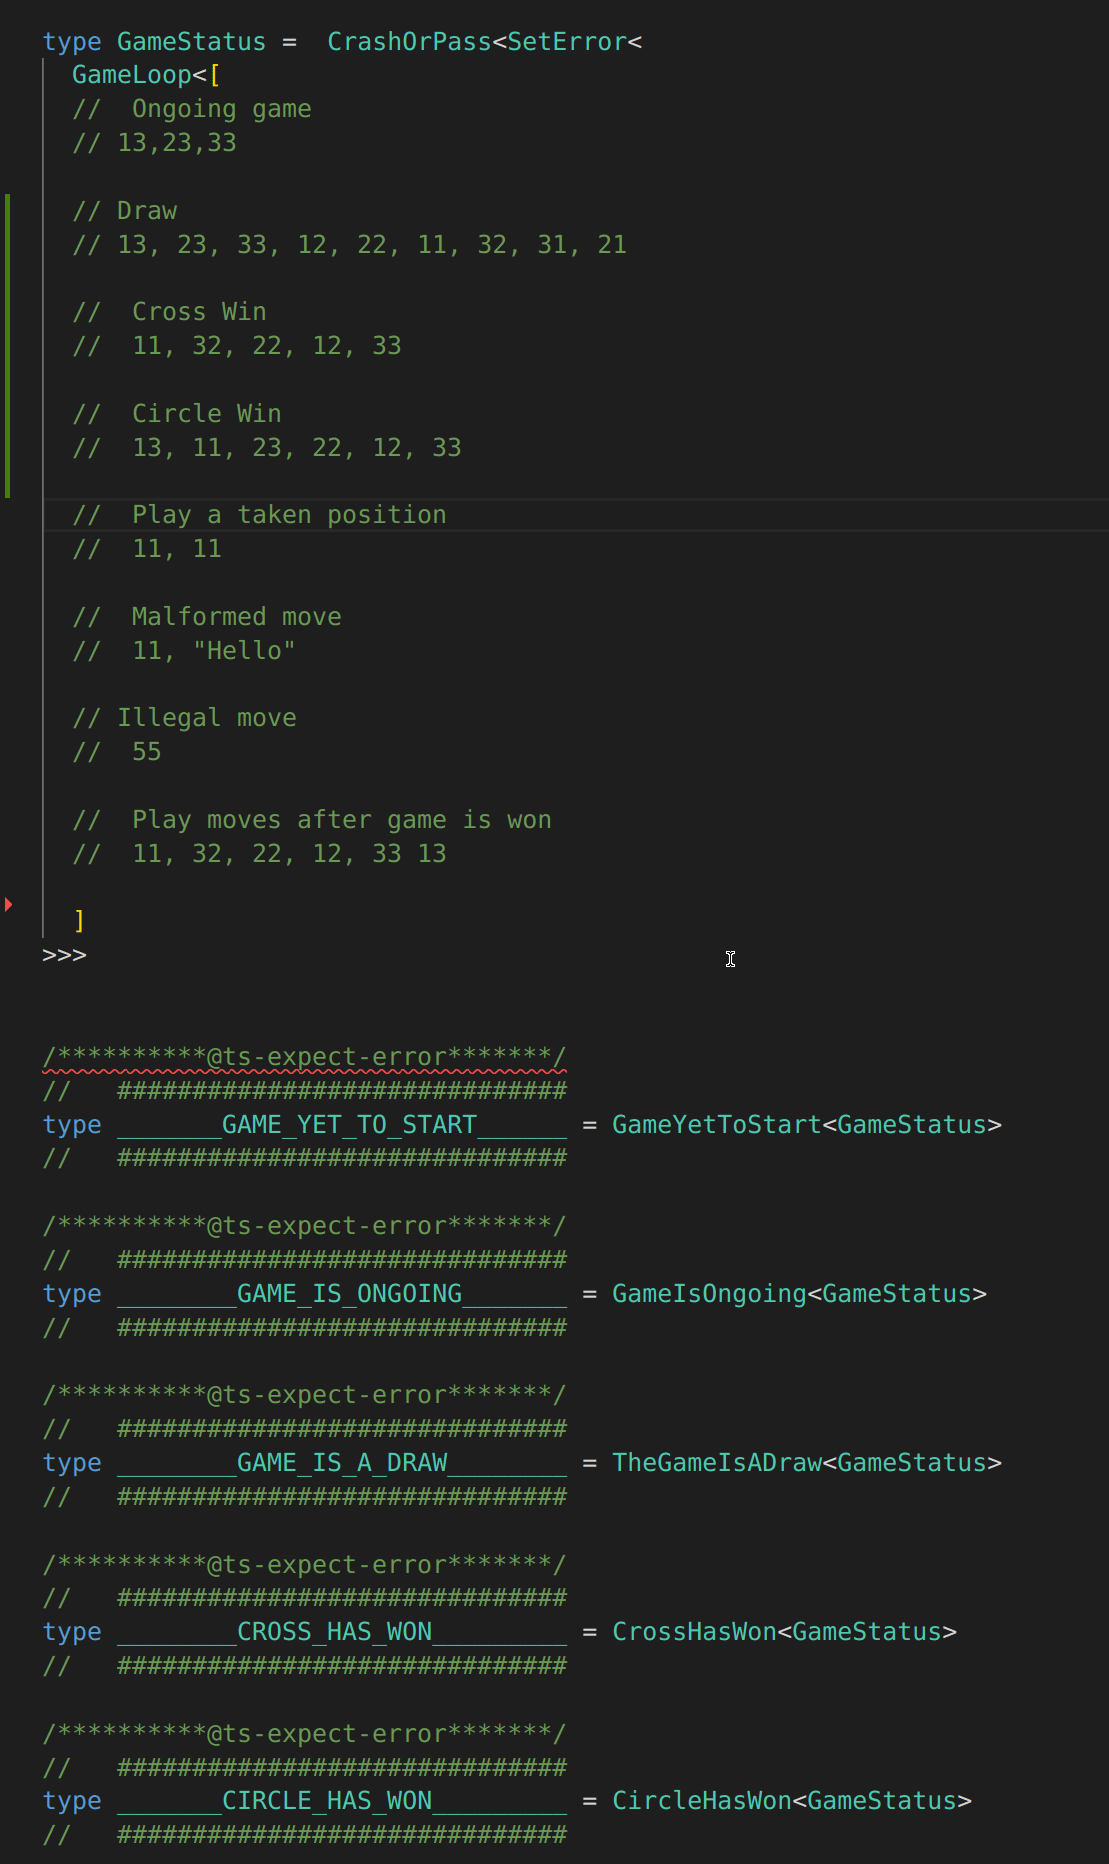 type GameStatus =  CrashOrPass<SetError<
  GameLoop<[
  //  Ongoing game
  // 13,23,33

  // Draw
  // 13, 23, 33, 12, 22, 11, 32, 31, 21

  //  Cross Win
  //  11, 32, 22, 12, 33

  //  Circle Win
  //  13, 11, 23, 22, 12, 33

  //  Play a taken position
  //  11, 11

  //  Malformed move
  //  11, "Hello"

  // Illegal move
  //  55

  //  Play moves after game is won
  //  11, 32, 22, 12, 33 13

  ]
>>>

/**********@ts-expect-error*******/
//   ##############################
type _______GAME_YET_TO_START______ = GameYetToStart<GameStatus>
//   ##############################

/**********@ts-expect-error*******/
//   ##############################
type ________GAME_IS_ONGOING_______ = GameIsOngoing<GameStatus>
//   ##############################

/**********@ts-expect-error*******/
//   ##############################
type ________GAME_IS_A_DRAW________ = TheGameIsADraw<GameStatus>
//   ##############################

/**********@ts-expect-error*******/
//   ##############################
type ________CROSS_HAS_WON_________ = CrossHasWon<GameStatus>
//   ##############################

/**********@ts-expect-error*******/
//   ##############################
type _______CIRCLE_HAS_WON_________ = CircleHasWon<GameStatus>
//   ##############################